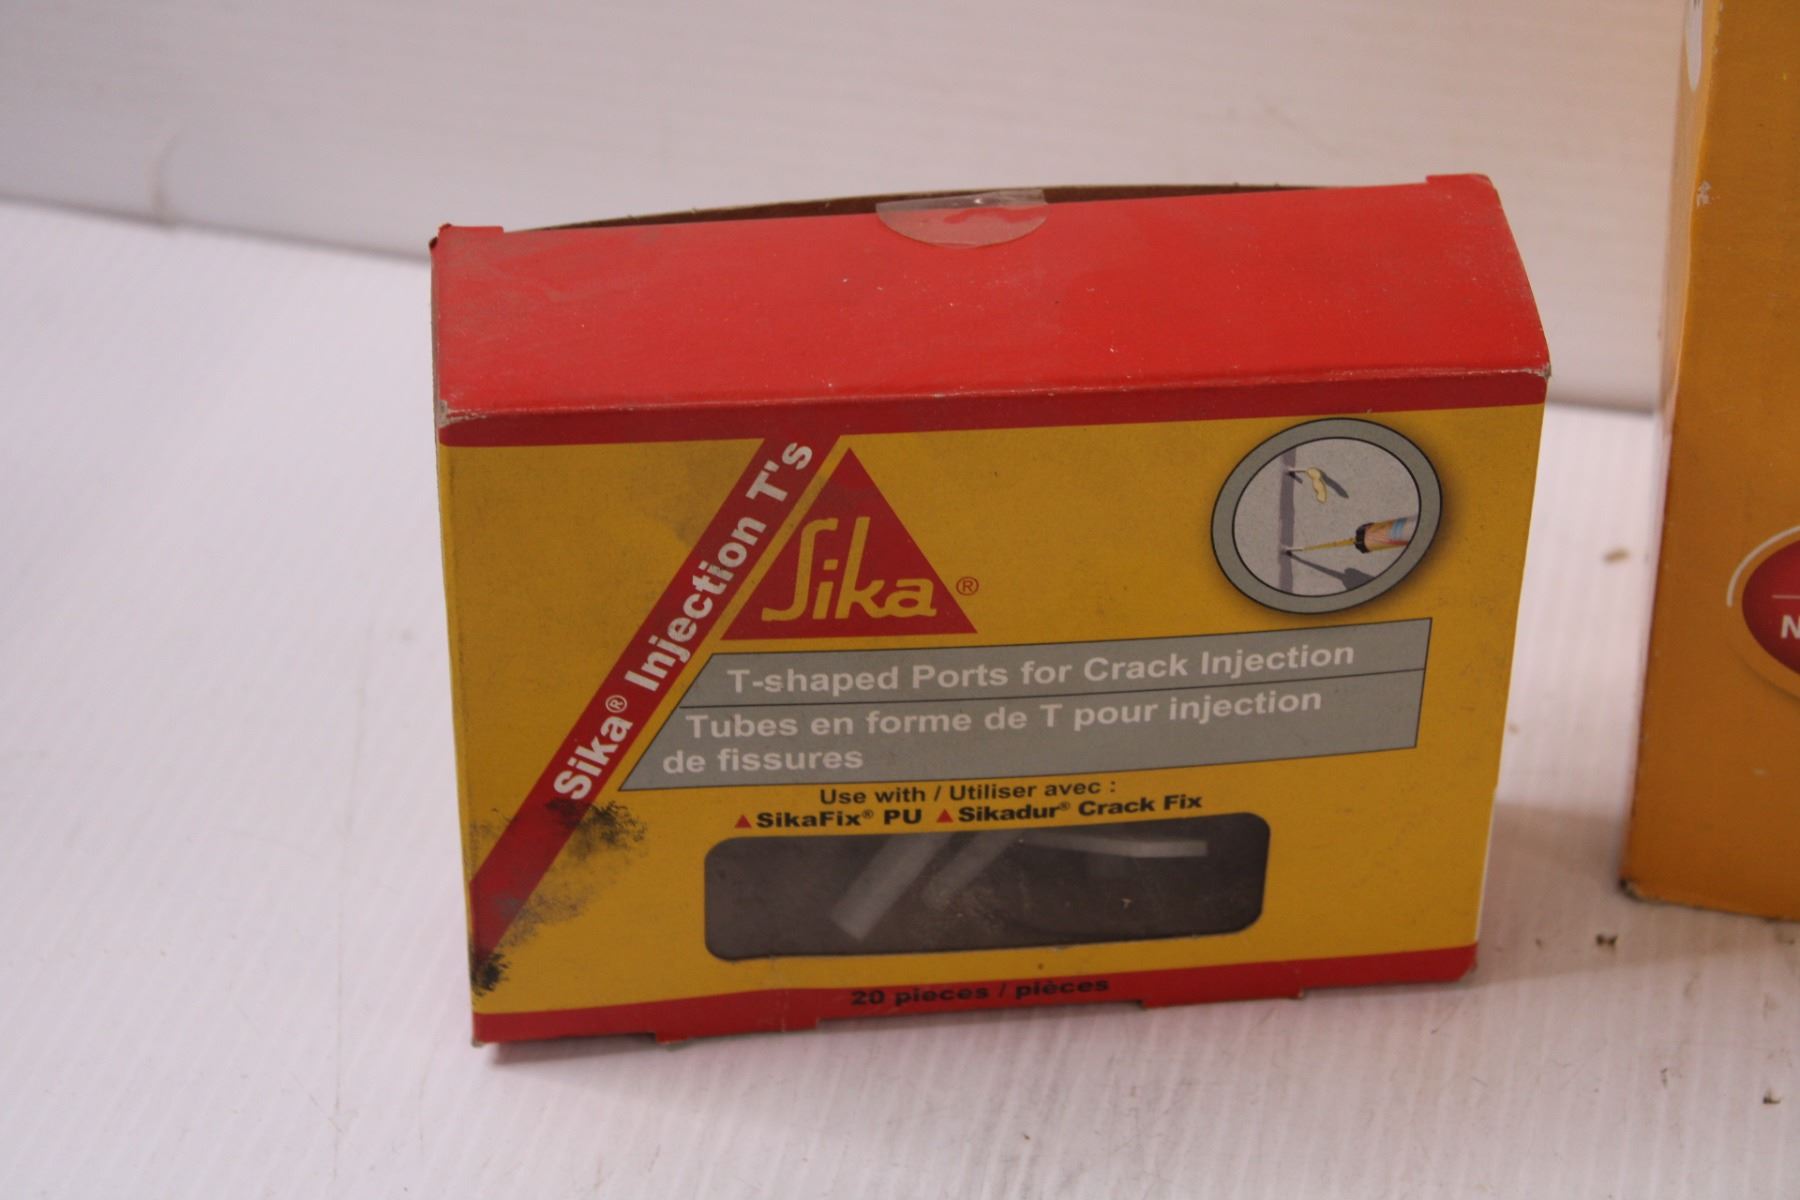 Sika® Injection T's
Sika®
T-shaped Ports for Crack Injection
Tubes en forme de T pour injection
de fissures
Use with / Utiliser avec :
▲SikaFix® PU ▲Sikadur® Crack Fix
20 pieces / pièces